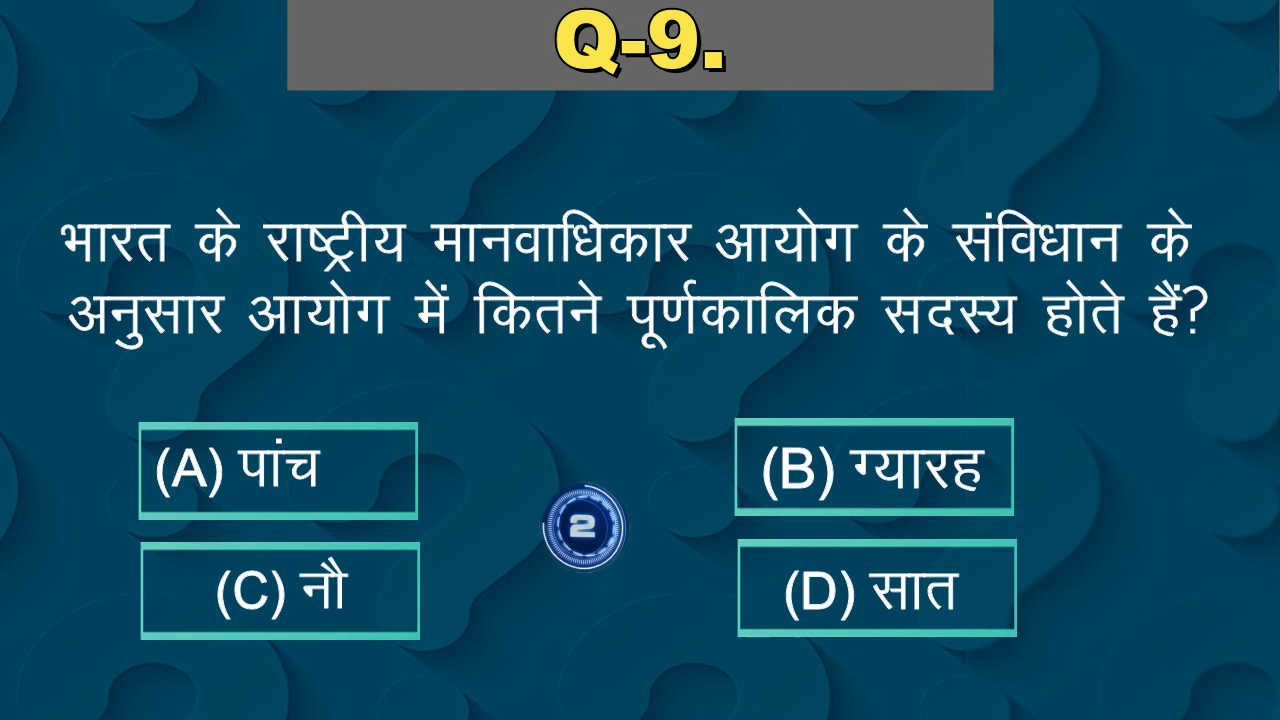 Q-9.
भारत के राष्ट्रीय मानवाधिकार आयोग के संविधान के
अनुसार आयोग में कितने पूर्णकालिक सदस्य होते हैं?
(A) पांच
(B) ग्यारह
2
(C) नौ
(D) सात